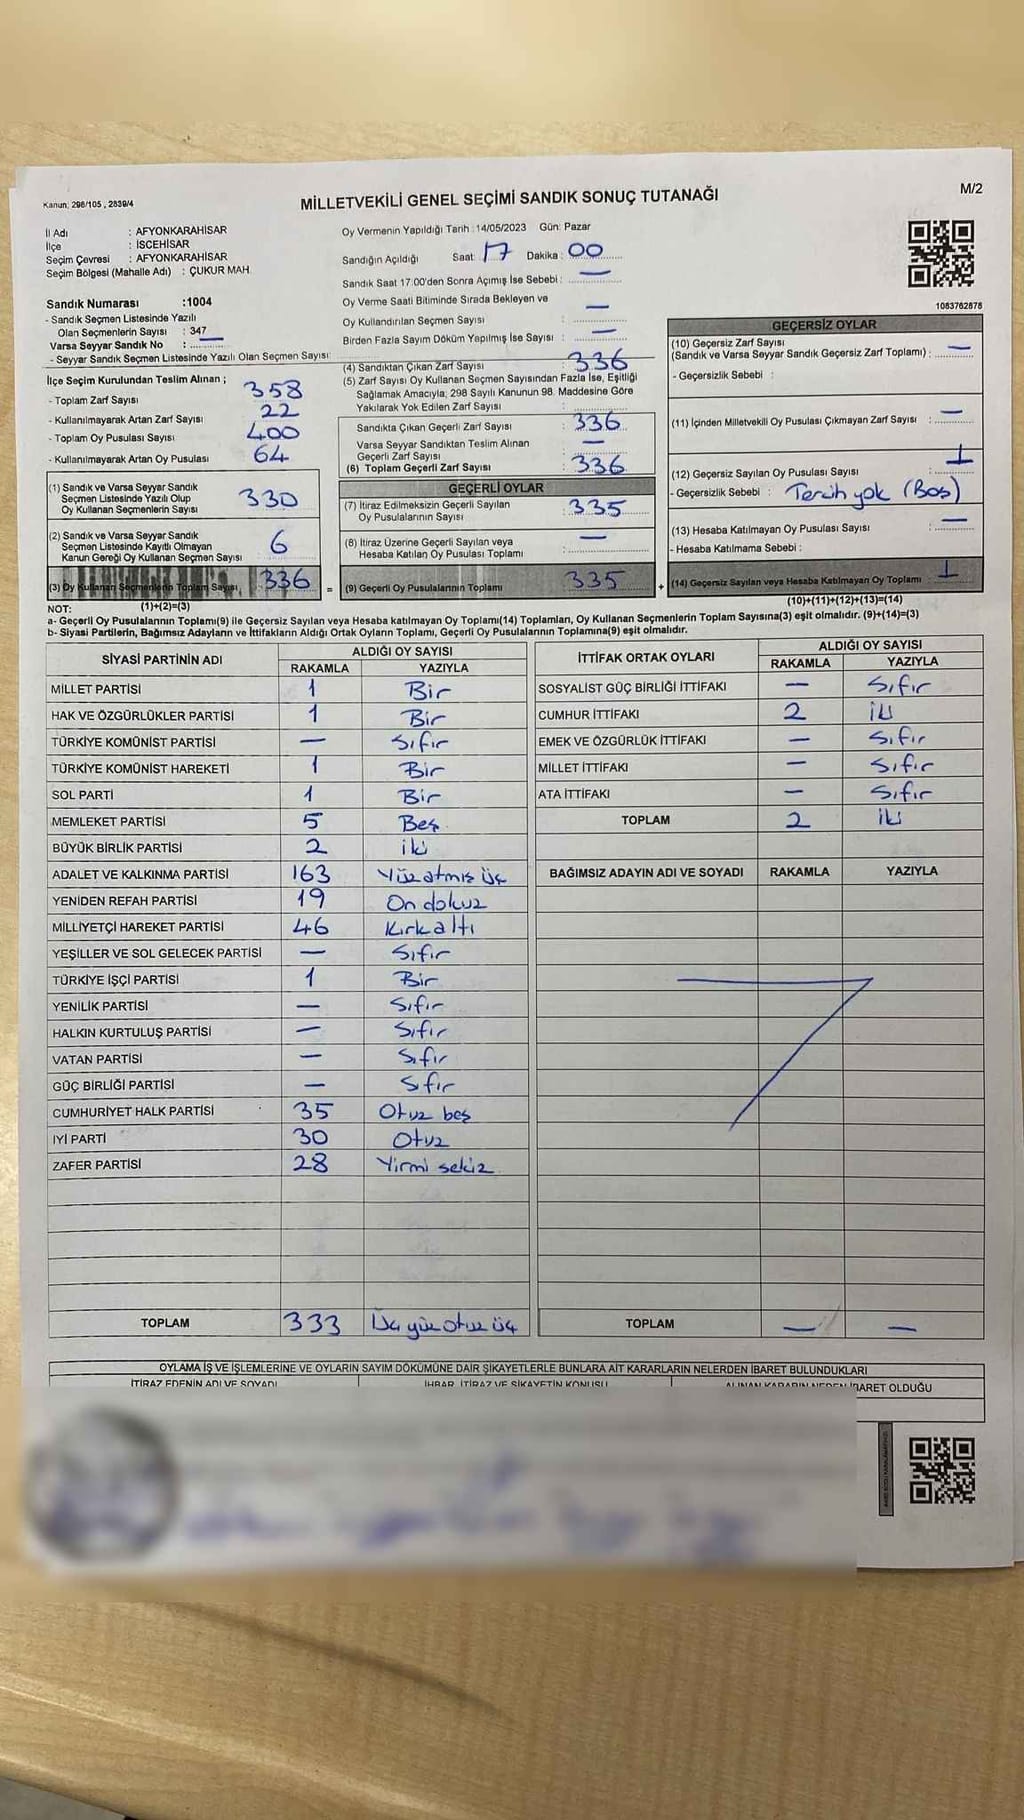 Kanun; 298/105 , 2839/4
MİLLETVEKİLİ GENEL SEÇİMİ SANDIK SONUÇ TUTANAĞI
M/2
İl Adı : AFYONKARAHİSAR
İlçe : İSCEHİSAR
Seçim Çevresi : AFYONKARAHİSAR
Seçim Bölgesi (Mahalle Adı) : ÇUKUR MAH.
Oy Vermenin Yapıldığı Tarih : 14/05/2023 Gün: Pazar
Sandığın Açıldığı Saat: 17 Dakika : 00
Sandık Saat 17:00'den Sonra Açımış İse Sebebi : —
Oy Verme Saati Bitiminde Sırada Bekleyen ve
Oy Kullandırılan Seçmen Sayısı : —
Birden Fazla Sayım Döküm Yapılmış İse Sayısı : —
1083762878
Sandık Numarası :1004
- Sandık Seçmen Listesinde Yazılı
Olan Seçmenlerin Sayısı : 347
Varsa Seyyar Sandık No : —
- Seyyar Sandık Seçmen Listesinde Yazılı Olan Seçmen Sayısı:
İlçe Seçim Kurulundan Teslim Alınan ;
- Toplam Zarf Sayısı 358
- Kullanılmayarak Artan Zarf Sayısı 22
- Toplam Oy Pusulası Sayısı 400
- Kullanılmayarak Artan Oy Pusulası 64
(4) Sandıktan Çıkan Zarf Sayısı : 336
(5) Zarf Sayısı Oy Kullanan Seçmen Sayısından Fazla İse, Eşitliği
Sağlamak Amacıyla; 298 Sayılı Kanunun 98. Maddesine Göre
Yakılarak Yok Edilen Zarf Sayısı :
Sandıkta Çıkan Geçerli Zarf Sayısı : 336
Varsa Seyyar Sandıktan Teslim Alınan
Geçerli Zarf Sayısı : —
(6) Toplam Geçerli Zarf Sayısı : 336
GEÇERSİZ OYLAR
(10) Geçersiz Zarf Sayısı
(Sandık ve Varsa Seyyar Sandık Geçersiz Zarf Toplamı) : —
- Geçersizlik Sebebi :
(11) İçinden Milletvekili Oy Pusulası Çıkmayan Zarf Sayısı : —
(12) Geçersiz Sayılan Oy Pusulası Sayısı : 1
- Geçersizlik Sebebi : Tercih yok (Boş)
(13) Hesaba Katılmayan Oy Pusulası Sayısı : —
- Hesaba Katılmama Sebebi :
(1) Sandık ve Varsa Seyyar Sandık
Seçmen Listesinde Yazılı Olup
Oy Kullanan Seçmenlerin Sayısı 330
(2) Sandık ve Varsa Seyyar Sandık
Seçmen Listesinde Kayıtlı Olmayan
Kanun Gereği Oy Kullanan Seçmen Sayısı 6
GEÇERLİ OYLAR
(7) İtiraz Edilmeksizin Geçerli Sayılan
Oy Pusulalarının Sayısı : 335
(8) İtiraz Üzerine Geçerli Sayılan veya
Hesaba Katılan Oy Pusulası Toplamı : —
(3) Oy Kullanan Seçmenlerin Toplam Sayısı 336 = (9) Geçerli Oy Pusulalarının Toplamı 335 + (14) Geçersiz Sayılan veya Hesaba Katılmayan Oy Toplamı 1
NOT: (1)+(2)=(3) (10)+(11)+(12)+(13)=(14)
a- Geçerli Oy Pusulalarının Toplamı(9) ile Geçersiz Sayılan veya Hesaba katılmayan Oy Toplamı(14) Toplamları, Oy Kullanan Seçmenlerin Toplam Sayısına(3) eşit olmalıdır. (9)+(14)=(3)
b- Siyasi Partilerin, Bağımsız Adayların ve İttifakların Aldığı Ortak Oyların Toplamı, Geçerli Oy Pusulalarının Toplamına(9) eşit olmalıdır.
SİYASİ PARTİNİN ADI ALDIĞI OY SAYISI
RAKAMLA YAZIYLA
MİLLET PARTİSİ 1 Bir
HAK VE ÖZGÜRLÜKLER PARTİSİ 1 Bir
TÜRKİYE KOMÜNİST PARTİSİ — Sıfır
TÜRKİYE KOMÜNİST HAREKETİ 1 Bir
SOL PARTİ 1 Bir
MEMLEKET PARTİSİ 5 Beş
BÜYÜK BİRLİK PARTİSİ 2 iki
ADALET VE KALKINMA PARTİSİ 163 Yüz atmış üç
YENİDEN REFAH PARTİSİ 19 On dokuz
MİLLİYETÇİ HAREKET PARTİSİ 46 Kırk altı
YEŞİLLER VE SOL GELECEK PARTİSİ — Sıfır
TÜRKİYE İŞÇİ PARTİSİ 1 Bir
YENİLİK PARTİSİ — Sıfır
HALKIN KURTULUŞ PARTİSİ — Sıfır
VATAN PARTİSİ — Sıfır
GÜÇ BİRLİĞİ PARTİSİ — Sıfır
CUMHURİYET HALK PARTİSİ 35 Otuz beş
İYİ PARTİ 30 Otuz
ZAFER PARTİSİ 28 Yirmi sekiz
TOPLAM 333 Üç yüz otuz üç
İTTİFAK ORTAK OYLARI ALDIĞI OY SAYISI
RAKAMLA YAZIYLA
SOSYALİST GÜÇ BİRLİĞİ İTTİFAKI — Sıfır
CUMHUR İTTİFAKI 2 iki
EMEK VE ÖZGÜRLÜK İTTİFAKI — Sıfır
MİLLET İTTİFAKI — Sıfır
ATA İTTİFAKI — Sıfır
TOPLAM 2 iki
BAĞIMSIZ ADAYIN ADI VE SOYADI RAKAMLA YAZIYLA
TOPLAM — —
OYLAMA İŞ VE İŞLEMLERİNE VE OYLARIN SAYIM DÖKÜMÜNE DAİR ŞİKAYETLERLE BUNLARA AİT KARARLARIN NELERDEN İBARET BULUNDUKLARI
İTİRAZ EDENİN ADI VE SOYADI İHBAR, İTİRAZ VE ŞİKAYETİN KONUSU ALINAN KARARIN NEDEN İBARET OLDUĞU